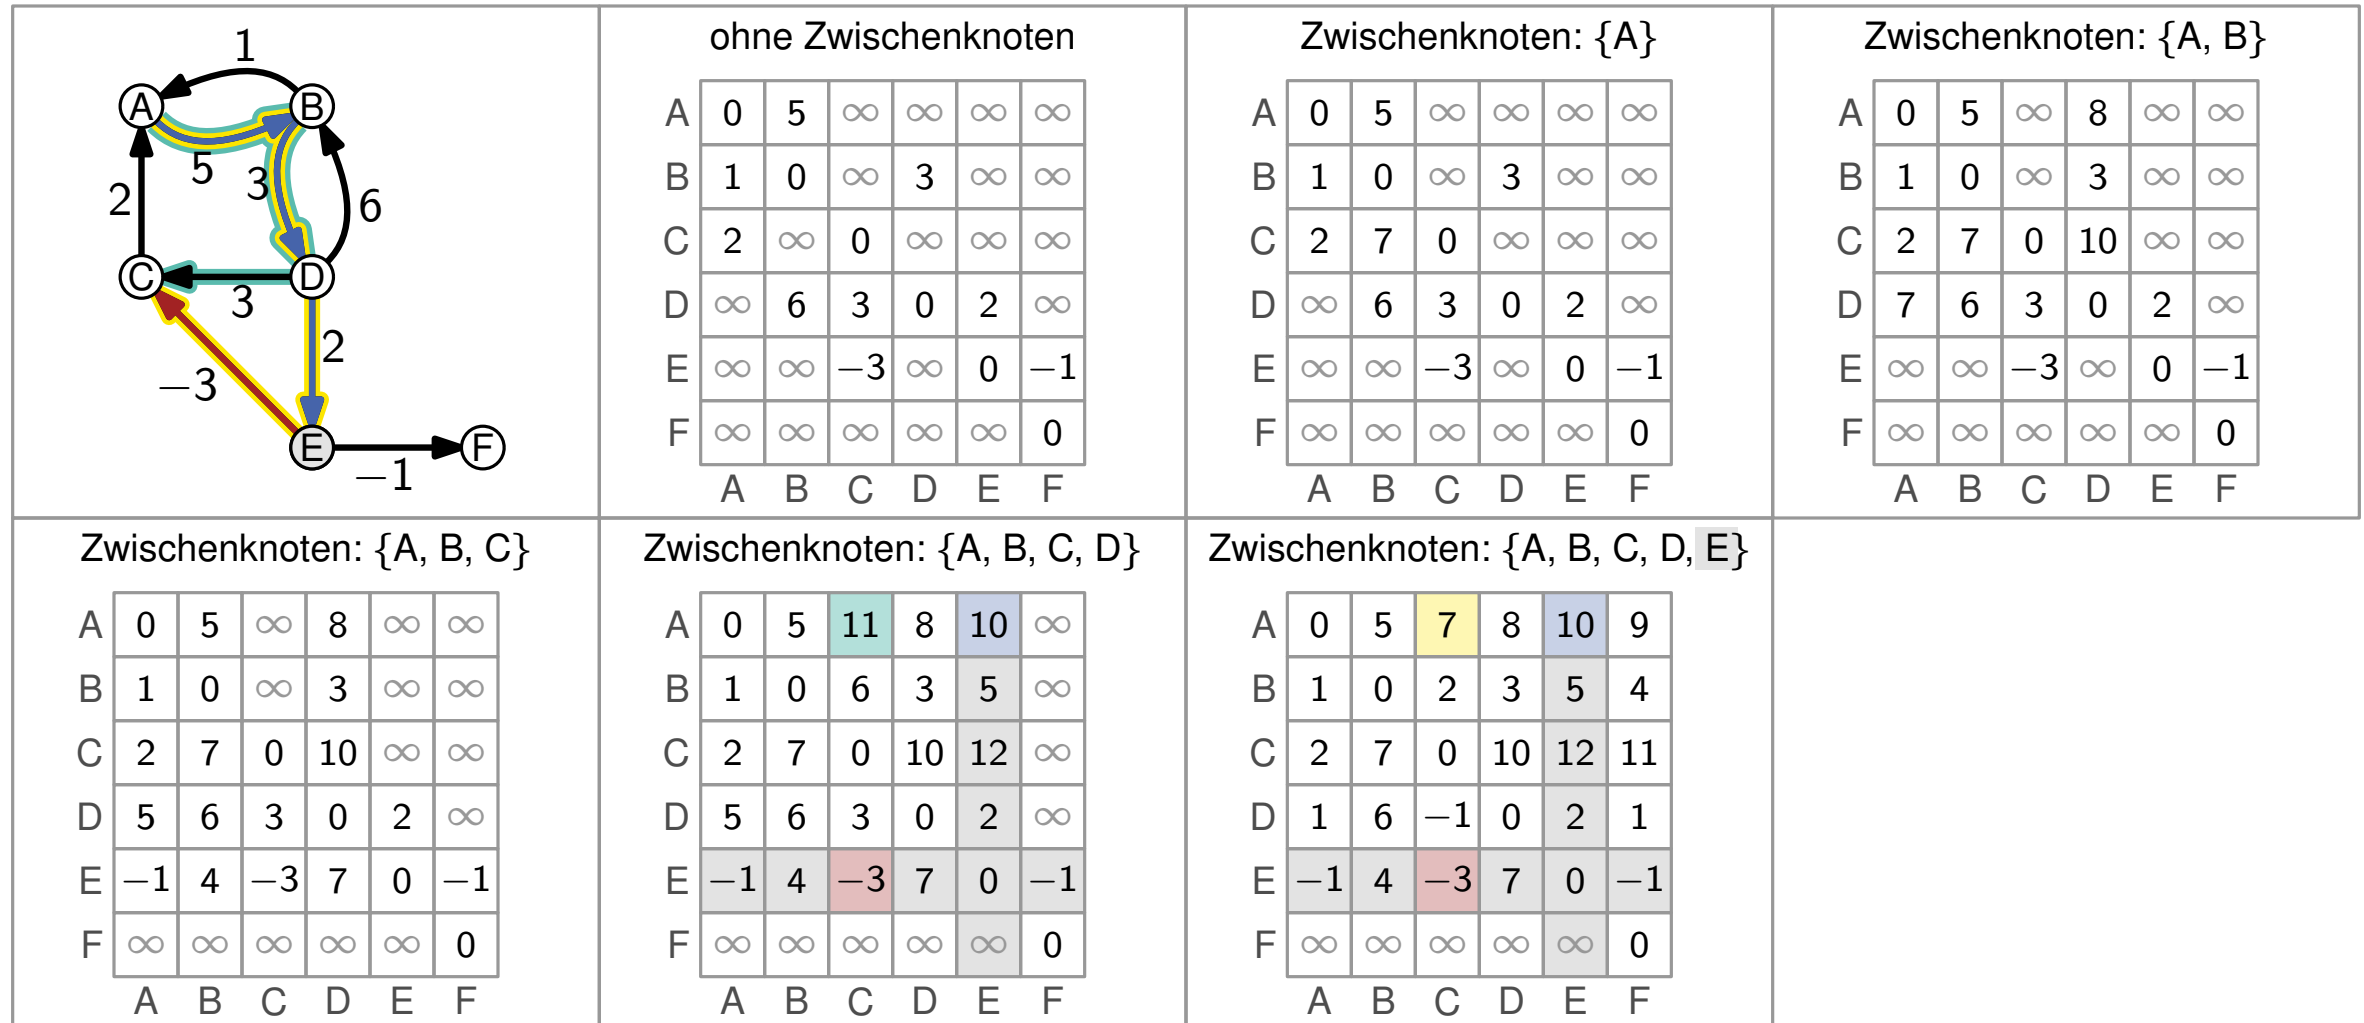 1
A B
5 3
2 6
C D
3
2
−3
E F
−1
ohne Zwischenknoten
A 0 5 ∞ ∞ ∞ ∞
B 1 0 ∞ 3 ∞ ∞
C 2 ∞ 0 ∞ ∞ ∞
D ∞ 6 3 0 2 ∞
E ∞ ∞ −3 ∞ 0 −1
F ∞ ∞ ∞ ∞ ∞ 0
A B C D E F
Zwischenknoten: {A}
A 0 5 ∞ ∞ ∞ ∞
B 1 0 ∞ 3 ∞ ∞
C 2 7 0 ∞ ∞ ∞
D ∞ 6 3 0 2 ∞
E ∞ ∞ −3 ∞ 0 −1
F ∞ ∞ ∞ ∞ ∞ 0
A B C D E F
Zwischenknoten: {A, B}
A 0 5 ∞ 8 ∞ ∞
B 1 0 ∞ 3 ∞ ∞
C 2 7 0 10 ∞ ∞
D 7 6 3 0 2 ∞
E ∞ ∞ −3 ∞ 0 −1
F ∞ ∞ ∞ ∞ ∞ 0
A B C D E F
Zwischenknoten: {A, B, C}
A 0 5 ∞ 8 ∞ ∞
B 1 0 ∞ 3 ∞ ∞
C 2 7 0 10 ∞ ∞
D 5 6 3 0 2 ∞
E −1 4 −3 7 0 −1
F ∞ ∞ ∞ ∞ ∞ 0
A B C D E F
Zwischenknoten: {A, B, C, D}
A 0 5 11 8 10 ∞
B 1 0 6 3 5 ∞
C 2 7 0 10 12 ∞
D 5 6 3 0 2 ∞
E −1 4 −3 7 0 −1
F ∞ ∞ ∞ ∞ ∞ 0
A B C D E F
Zwischenknoten: {A, B, C, D, E}
A 0 5 7 8 10 9
B 1 0 2 3 5 4
C 2 7 0 10 12 11
D 1 6 −1 0 2 1
E −1 4 −3 7 0 −1
F ∞ ∞ ∞ ∞ ∞ 0
A B C D E F